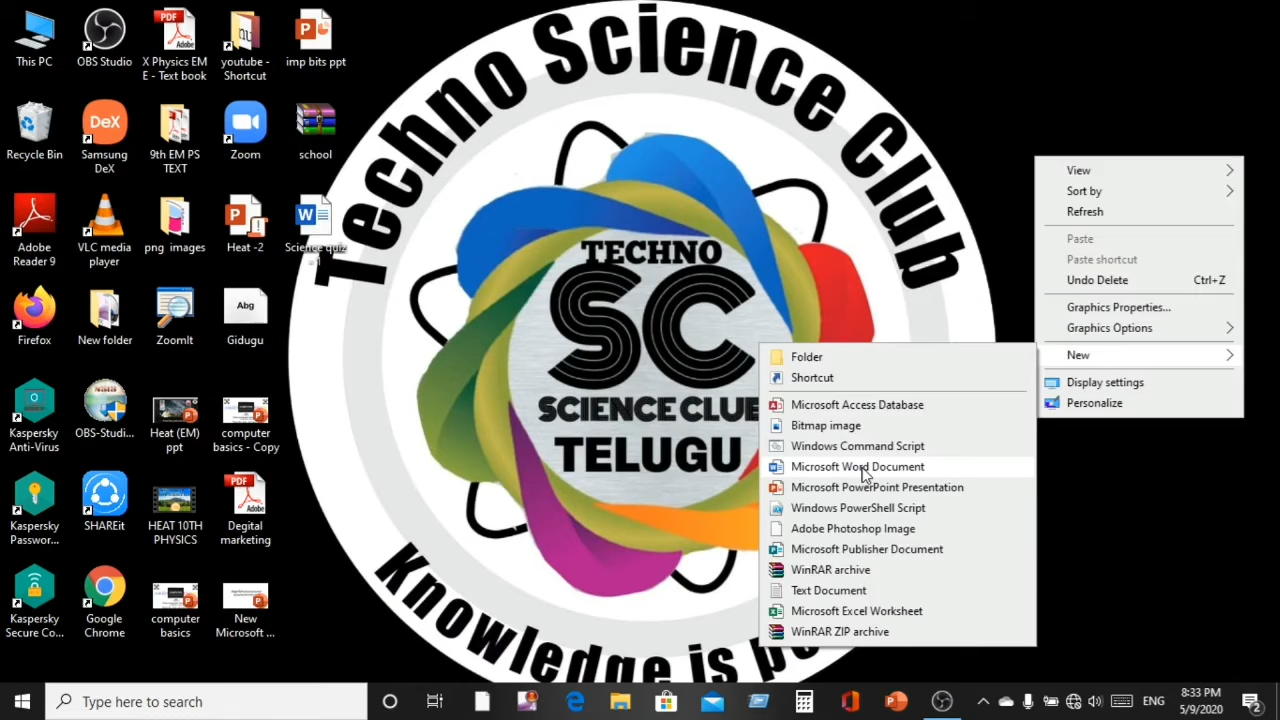 This PC
OBS Studio
X Physics EM
E - Text book
youtube -
Shortcut
imp bits ppt
Recycle Bin
Samsung
DeX
9th EM PS
TEXT
Zoom
school
Adobe
Reader 9
VLC media
player
png images
Heat -2
Science quiz
- 1
Firefox
New folder
ZoomIt
Abg
Gidugu
Kaspersky
Anti-Virus
OBS-Studi...
Heat (EM)
ppt
computer
basics - Copy
Kaspersky
Passwor...
SHAREit
HEAT 10TH
PHYSICS
Degital
marketing
Kaspersky
Secure Co...
Google
Chrome
computer
basics
New
Microsoft ...
Techno Science Club
TECHNO
SC
SCIENCE CLUB
TELUGU
Knowledge is
View
Sort by
Refresh
Paste
Paste shortcut
Undo Delete Ctrl+Z
Graphics Properties...
Graphics Options
New
Display settings
Personalize
Folder
Shortcut
Microsoft Access Database
Bitmap image
Windows Command Script
Microsoft Word Document
Microsoft PowerPoint Presentation
Windows PowerShell Script
Adobe Photoshop Image
Microsoft Publisher Document
WinRAR archive
Text Document
Microsoft Excel Worksheet
WinRAR ZIP archive
Type here to search
ENG
8:33 PM
5/9/2020
2